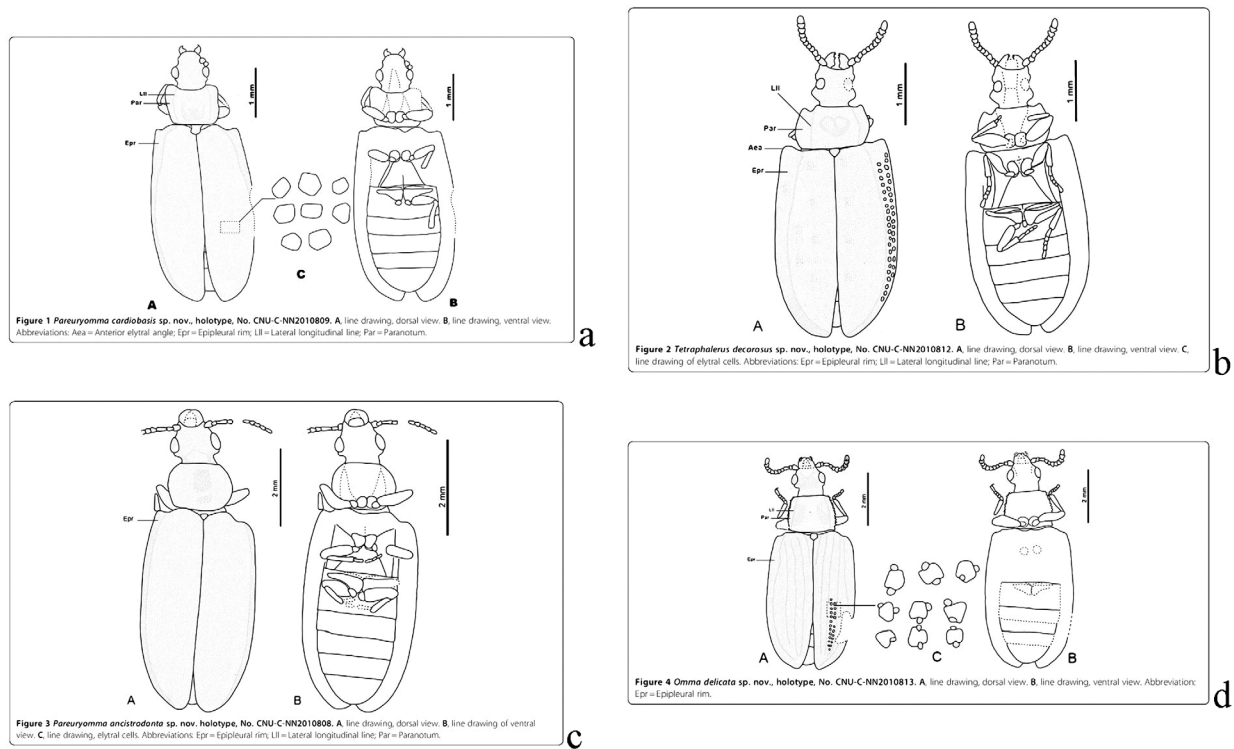 Lll
Par
Epr
1 mm
1 mm
A
C
B
Figure 1 Pareuryomma cardiobasis sp. nov., holotype, No. CNU-C-NN2010809. A, line drawing, dorsal view. B, line drawing, ventral view.
Abbreviations: Aea = Anterior elytral angle; Epr = Epipleural rim; Lll = Lateral longitudinal line; Par = Paranotum.
a
Lll
Par
Aea
Epr
1 mm
1 mm
A
B
Figure 2 Tetraphalerus decorosus sp. nov., holotype, No. CNU-C-NN2010812. A, line drawing, dorsal view. B, line drawing, ventral view. C,
line drawing of elytral cells. Abbreviations: Epr = Epipleural rim; Lll = Lateral longitudinal line; Par = Paranotum.
b
Epr
2 mm
2 mm
A
B
Figure 3 Pareuryomma ancistrodonta sp. nov. holotype, No. CNU-C-NN2010808. A, line drawing, dorsal view. B, line drawing of ventral
view. C, line drawing, elytral cells. Abbreviations: Epr = Epipleural rim; Lll = Lateral longitudinal line; Par = Paranotum.
c
Lll
Par
Epr
2 mm
2 mm
A
C
B
Figure 4 Omma delicata sp. nov., holotype, No. CNU-C-NN2010813. A, line drawing, dorsal view. B, line drawing, ventral view. Abbreviation:
Epr = Epipleural rim.
d